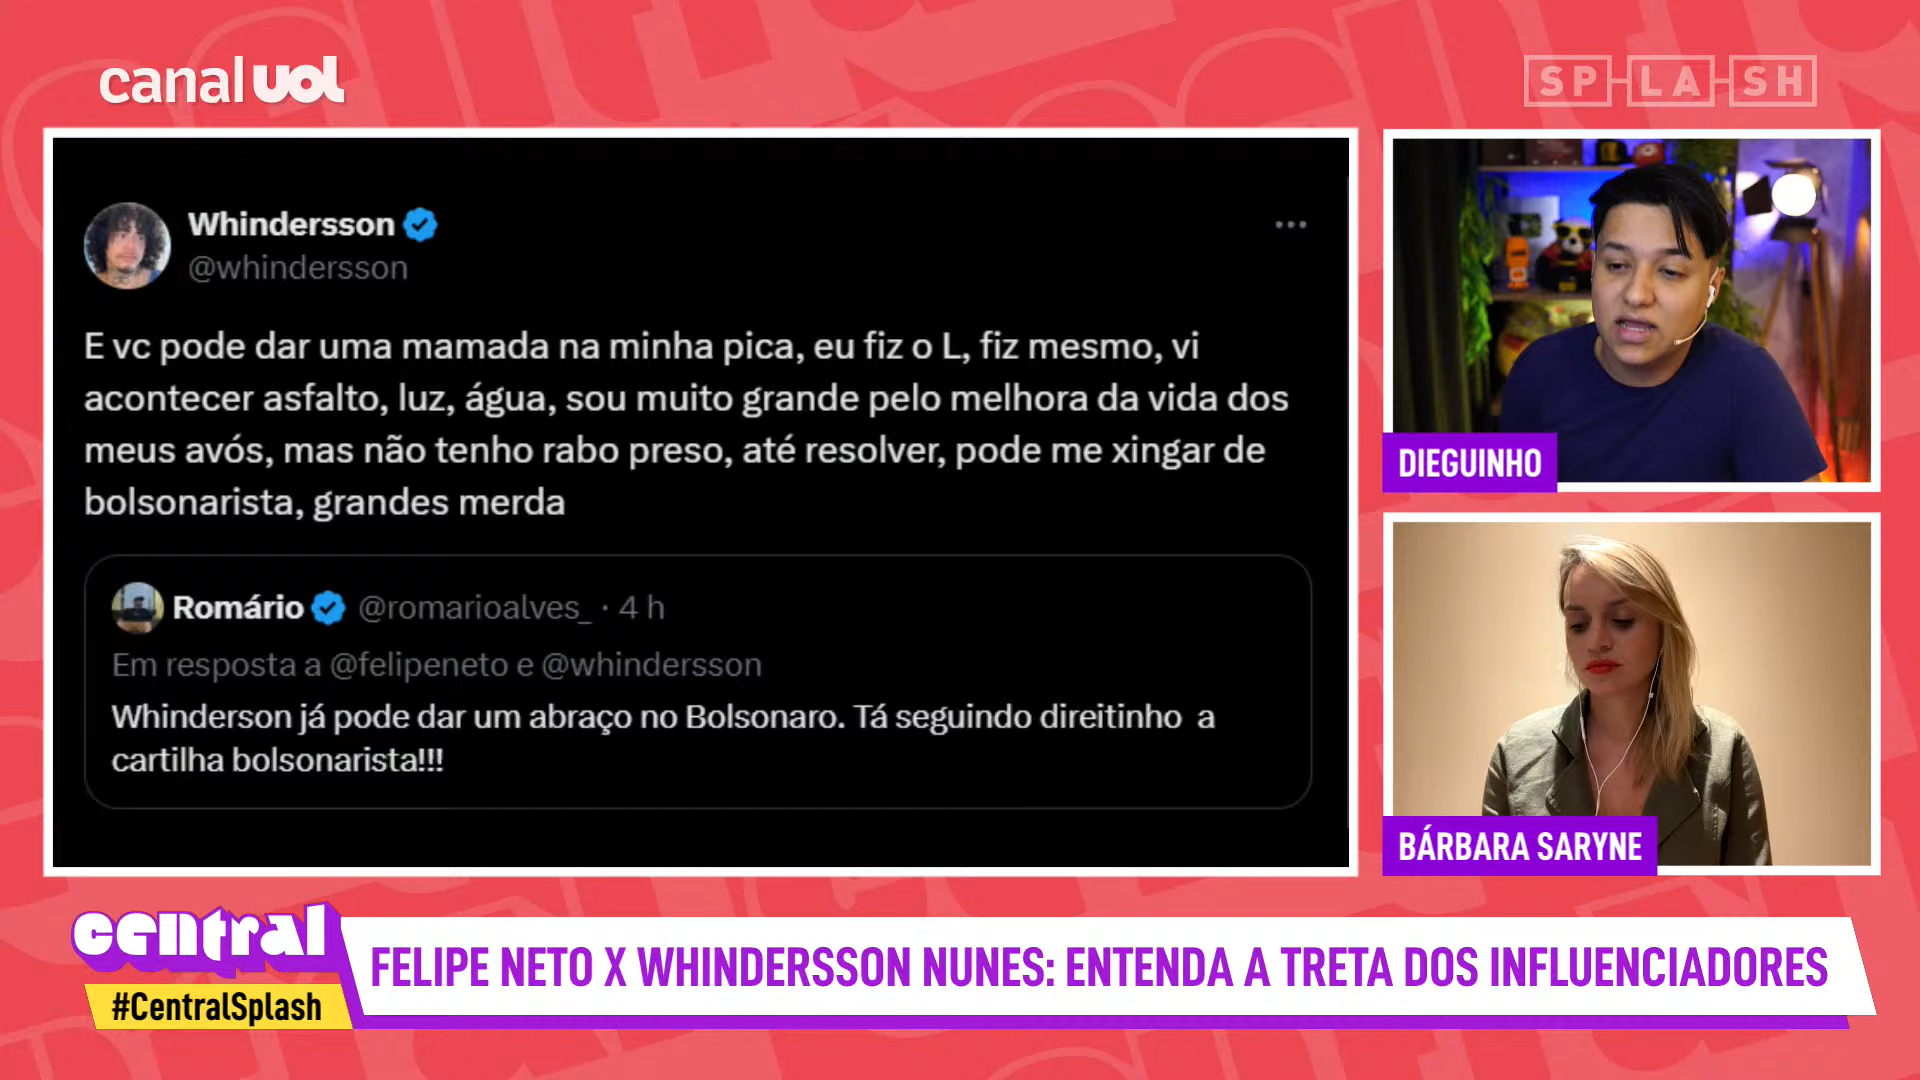 canal UOL
SPLASH
Whindersson
@whindersson
E vc pode dar uma mamada na minha pica, eu fiz o L, fiz mesmo, vi
acontecer asfalto, luz, água, sou muito grande pelo melhora da vida dos
meus avós, mas não tenho rabo preso, até resolver, pode me xingar de
bolsonarista, grandes merda
Romário @romarioalves_ · 4 h
Em resposta a @felipeneto e @whindersson
Whinderson já pode dar um abraço no Bolsonaro. Tá seguindo direitinho a
cartilha bolsonarista!!!
DIEGUINHO
BÁRBARA SARYNE
central
FELIPE NETO X WHINDERSSON NUNES: ENTENDA A TRETA DOS INFLUENCIADORES
#CentralSplash